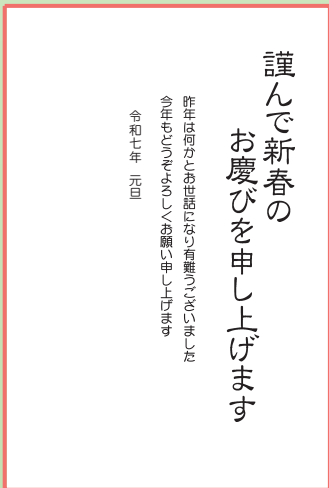 謹んで新春の
お慶びを申し上げます
昨年は何かとお世話になり有難うございました
今年もどうぞよろしくお願い申し上げます
令和七年 元旦